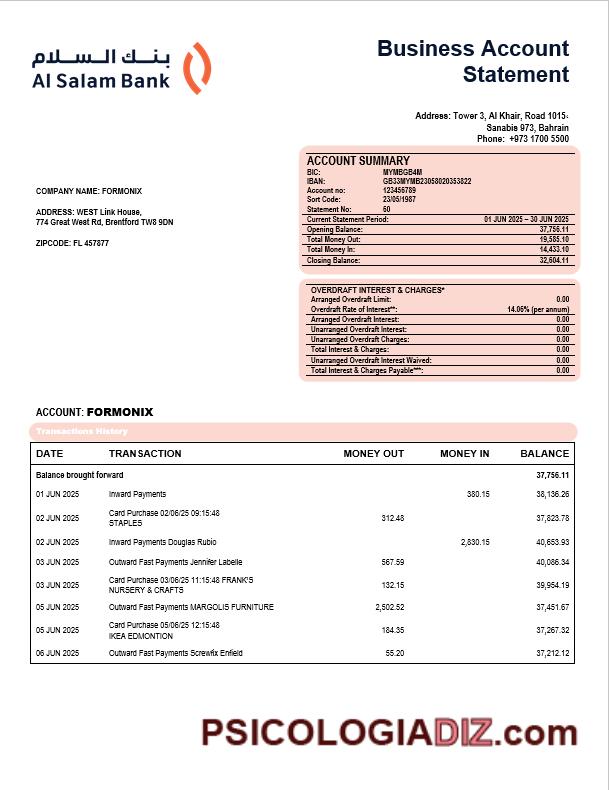 بنك السلام
Al Salam Bank
Business Account
Statement
Address: Tower 3, Al Khair, Road 1015،
Sanabis 973, Bahrain
Phone: +973 1700 5500
COMPANY NAME: FORMONIX
ADDRESS: WEST Link House,
774 Great West Rd, Brentford TW8 9DN
ZIPCODE: FL 457877
ACCOUNT SUMMARY
BIC: MYMBGB4M
IBAN: GB33MYMB23058020353822
Account no: 123456789
Sort Code: 23/05/1987
Statement No: 60
Current Statement Period: 01 JUN 2025 – 30 JUN 2025
Opening Balance: 37,756.11
Total Money Out: 19,585.10
Total Money In: 14,433.10
Closing Balance: 32,604.11
OVERDRAFT INTEREST & CHARGES*
Arranged Overdraft Limit: 0.00
Overdraft Rate of Interest**: 14.06% (per annum)
Arranged Overdraft Interest: 0.00
Unarranged Overdraft Interest: 0.00
Unarranged Overdraft Charges: 0.00
Total Interest & Charges: 0.00
Unarranged Overdraft Interest Waived: 0.00
Total Interest & Charges Payable***: 0.00
ACCOUNT: FORMONIX
Transactions History
DATE TRANSACTION MONEY OUT MONEY IN BALANCE
Balance brought forward 37,756.11
01 JUN 2025 Inward Payments 380.15 38,136.26
02 JUN 2025 Card Purchase 02/06/25 09:15:48 312.48 37,823.78
STAPLES
02 JUN 2025 Inward Payments Douglas Rubio 2,830.15 40,653.93
03 JUN 2025 Outward Fast Payments Jennifer Labelle 567.59 40,086.34
03 JUN 2025 Card Purchase 03/06/25 11:15:48 FRANK'S 132.15 39,954.19
NURSERY & CRAFTS
05 JUN 2025 Outward Fast Payments MARGOLIS FURNITURE 2,502.52 37,451.67
05 JUN 2025 Card Purchase 05/06/25 12:15:48 184.35 37,267.32
IKEA EDMONTION
06 JUN 2025 Outward Fast Payments Screwfix Enfield 55.20 37,212.12
PSICOLOGIADIZ.com